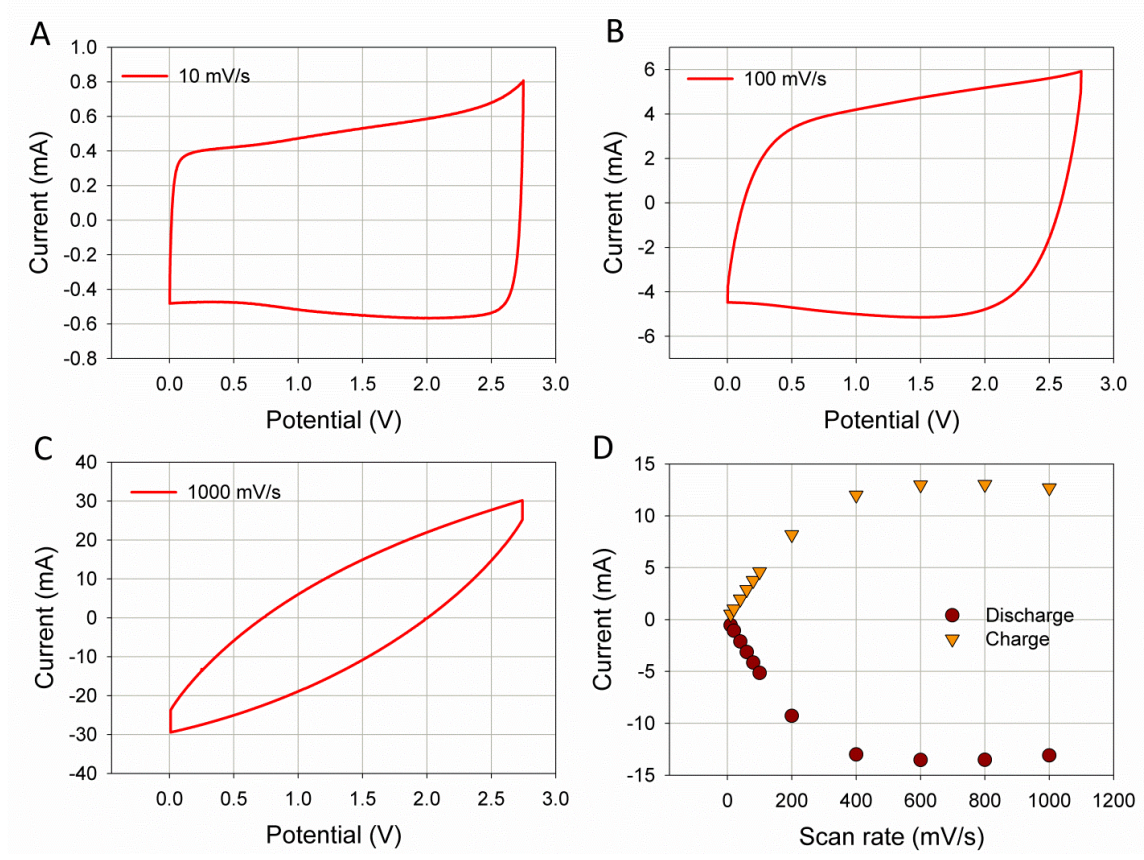 A
10 mV/s
1.0
0.8
0.6
0.4
0.2
0.0
-0.2
-0.4
-0.6
-0.8
Current (mA)
0.0 0.5 1.0 1.5 2.0 2.5 3.0
Potential (V)
B
100 mV/s
6
4
2
0
-2
-4
-6
Current (mA)
0.0 0.5 1.0 1.5 2.0 2.5 3.0
Potential (V)
C
1000 mV/s
40
30
20
10
0
-10
-20
-30
-40
Current (mA)
0.0 0.5 1.0 1.5 2.0 2.5 3.0
Potential (V)
D
15
10
5
0
-5
-10
-15
Current (mA)
Discharge
Charge
0 200 400 600 800 1000 1200
Scan rate (mV/s)